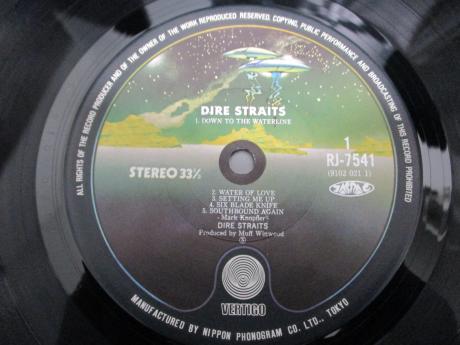 ALL RIGHTS OF THE RECORD PRODUCER AND OF THE OWNER OF THE WORK REPRODUCED RESERVED. COPYING, PUBLIC PERFORMANCE AND BROADCASTING OF THIS RECORD PROHIBITED
DIRE STRAITS
1. DOWN TO THE WATERLINE
1
RJ-7541
(9102 021 1)
STEREO 33⅓
2. WATER OF LOVE
3. SETTING ME UP
4. SIX BLADE KNIFE
5. SOUTHBOUND AGAIN
-Mark Knopfler-
DIRE STRAITS
Produced by Muff Winwood
VERTIGO
MANUFACTURED BY NIPPON PHONOGRAM CO. LTD., TOKYO